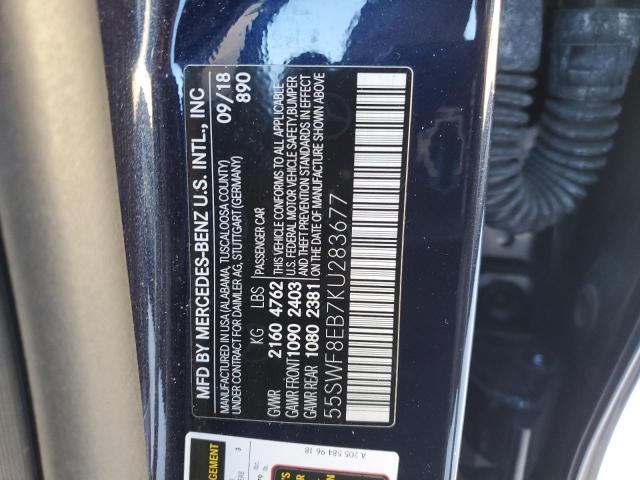 MFD BY MERCEDES-BENZ U.S. INTL., INC
MANUFACTURED IN USA (ALABAMA, TUSCALOOSA COUNTY)
UNDER CONTRACT FOR DAIMLER AG, STUTTGART (GERMANY)
09/18
890
KG LBS
GVWR 2160 4762
GAWR FRONT 1090 2403
GAWR REAR 1080 2381
PASSENGER CAR
THIS VEHICLE CONFORMS TO ALL APPLICABLE
U.S. FEDERAL MOTOR VEHICLE SAFETY,BUMPER
AND THEFT PREVENTION STANDARDS IN EFFECT
ON THE DATE OF MANUFACTURE SHOWN ABOVE
55SWF8EB7KU283677
A 205 584 96 18
3